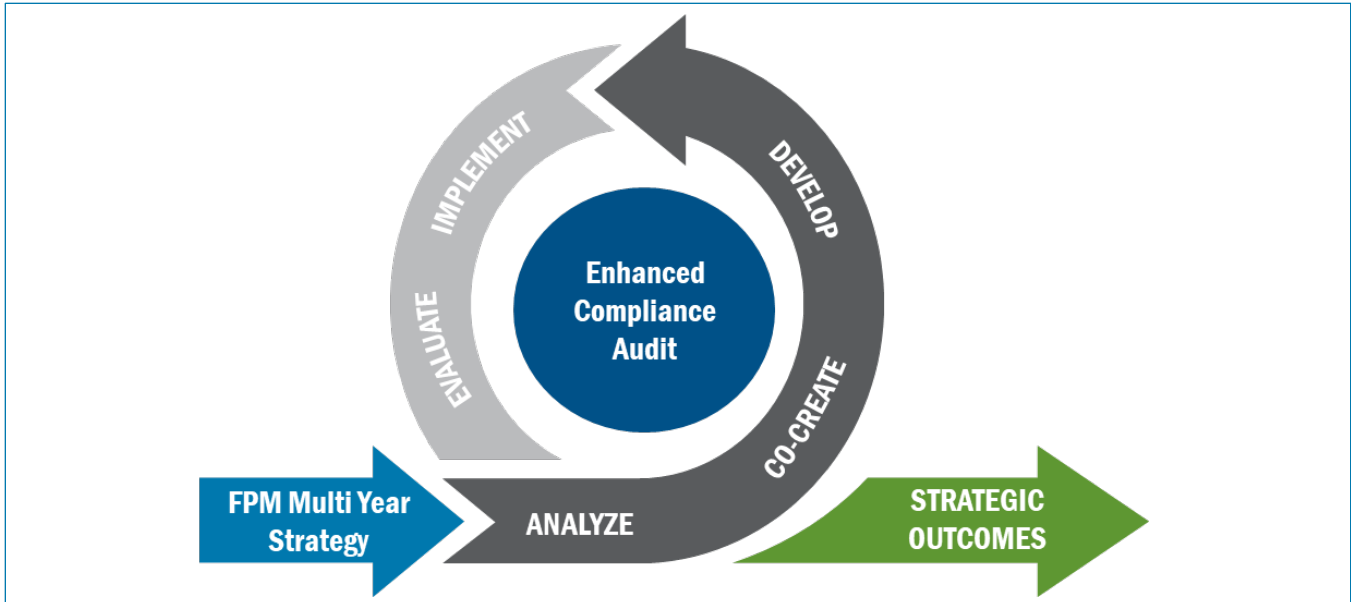 FPM Multi Year
Strategy
ANALYZE
CO-CREATE
DEVELOP
IMPLEMENT
EVALUATE
Enhanced
Compliance
Audit
STRATEGIC
OUTCOMES